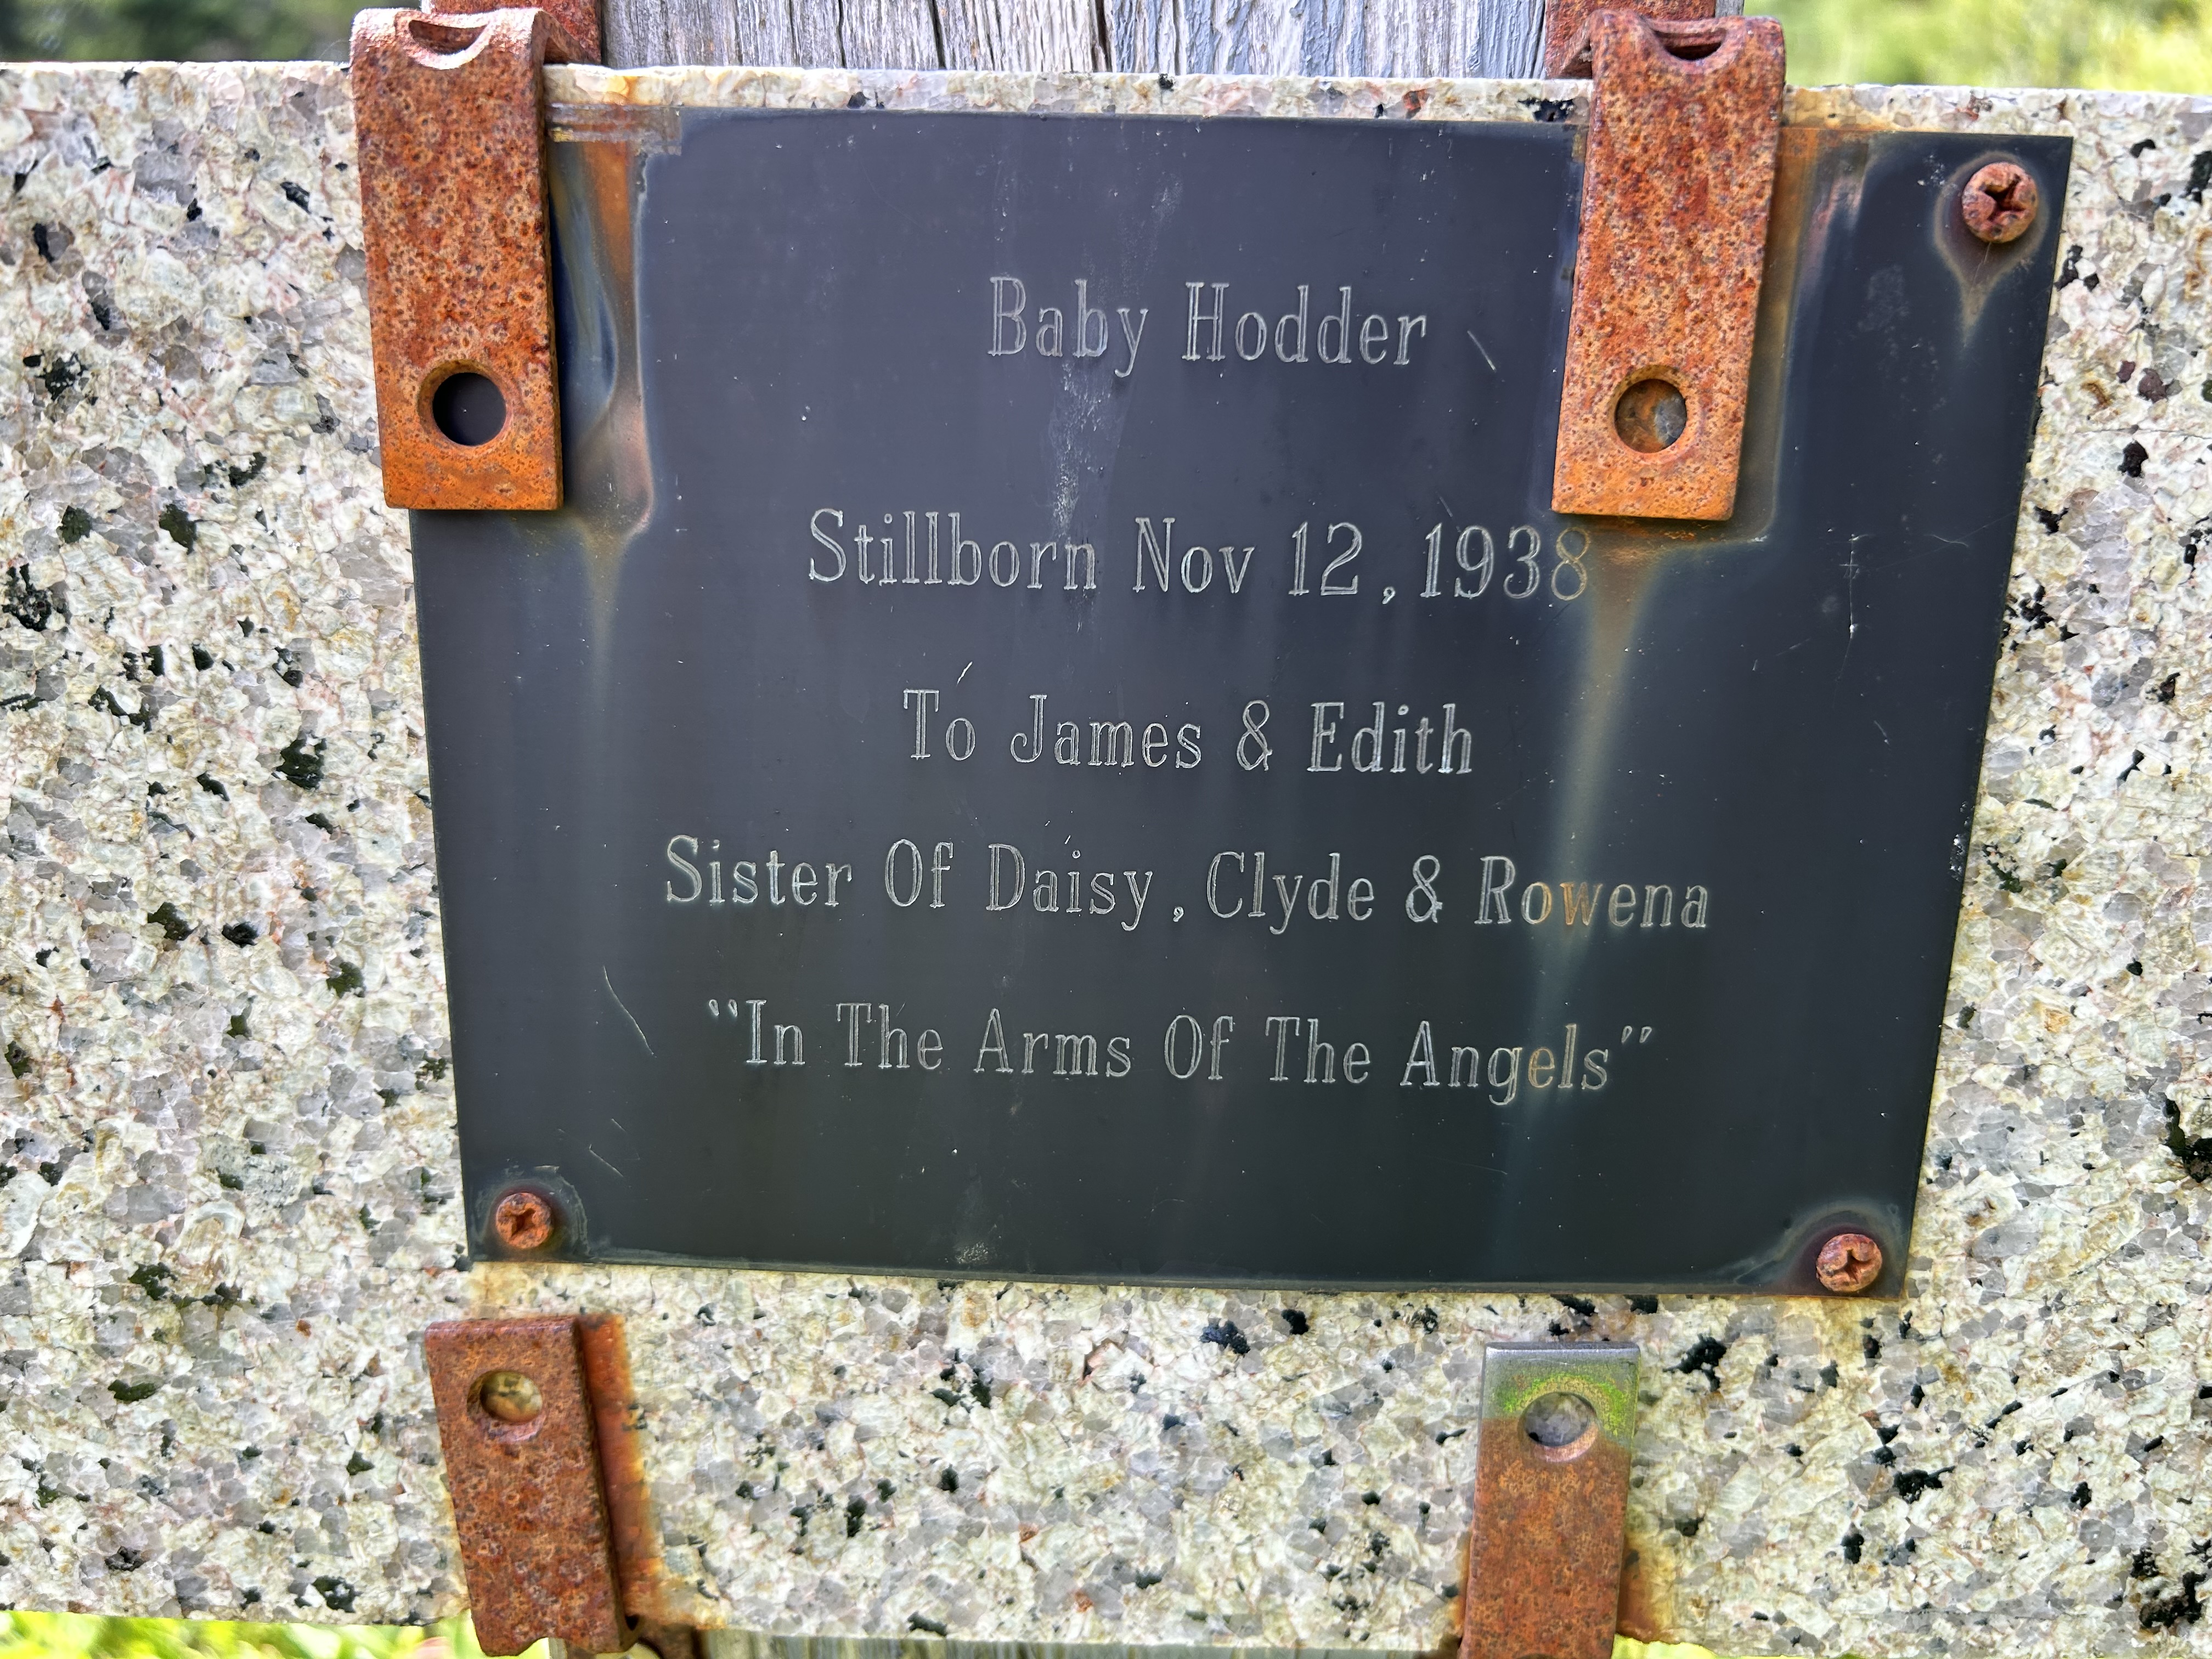 Baby Hodder
Stillborn Nov 12, 1938
To James & Edith
Sister Of Daisy, Clyde & Rowena
"In The Arms Of The Angels"